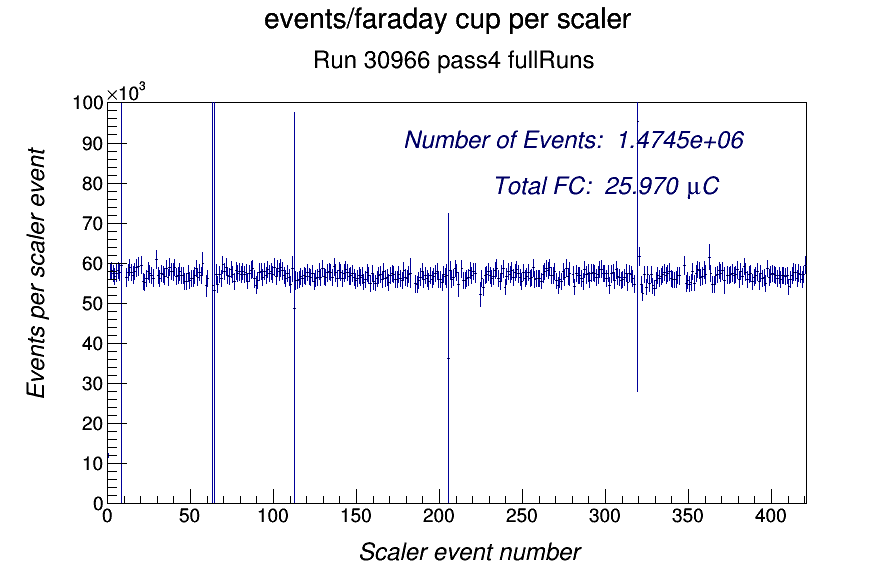 events/faraday cup per scaler
Run 30966 pass4 fullRuns
×10³
100
90
80
70
60
50
40
30
20
10
0
Events per scaler event
Number of Events: 1.4745e+06
Total FC: 25.970 μC
0 50 100 150 200 250 300 350 400
Scaler event number